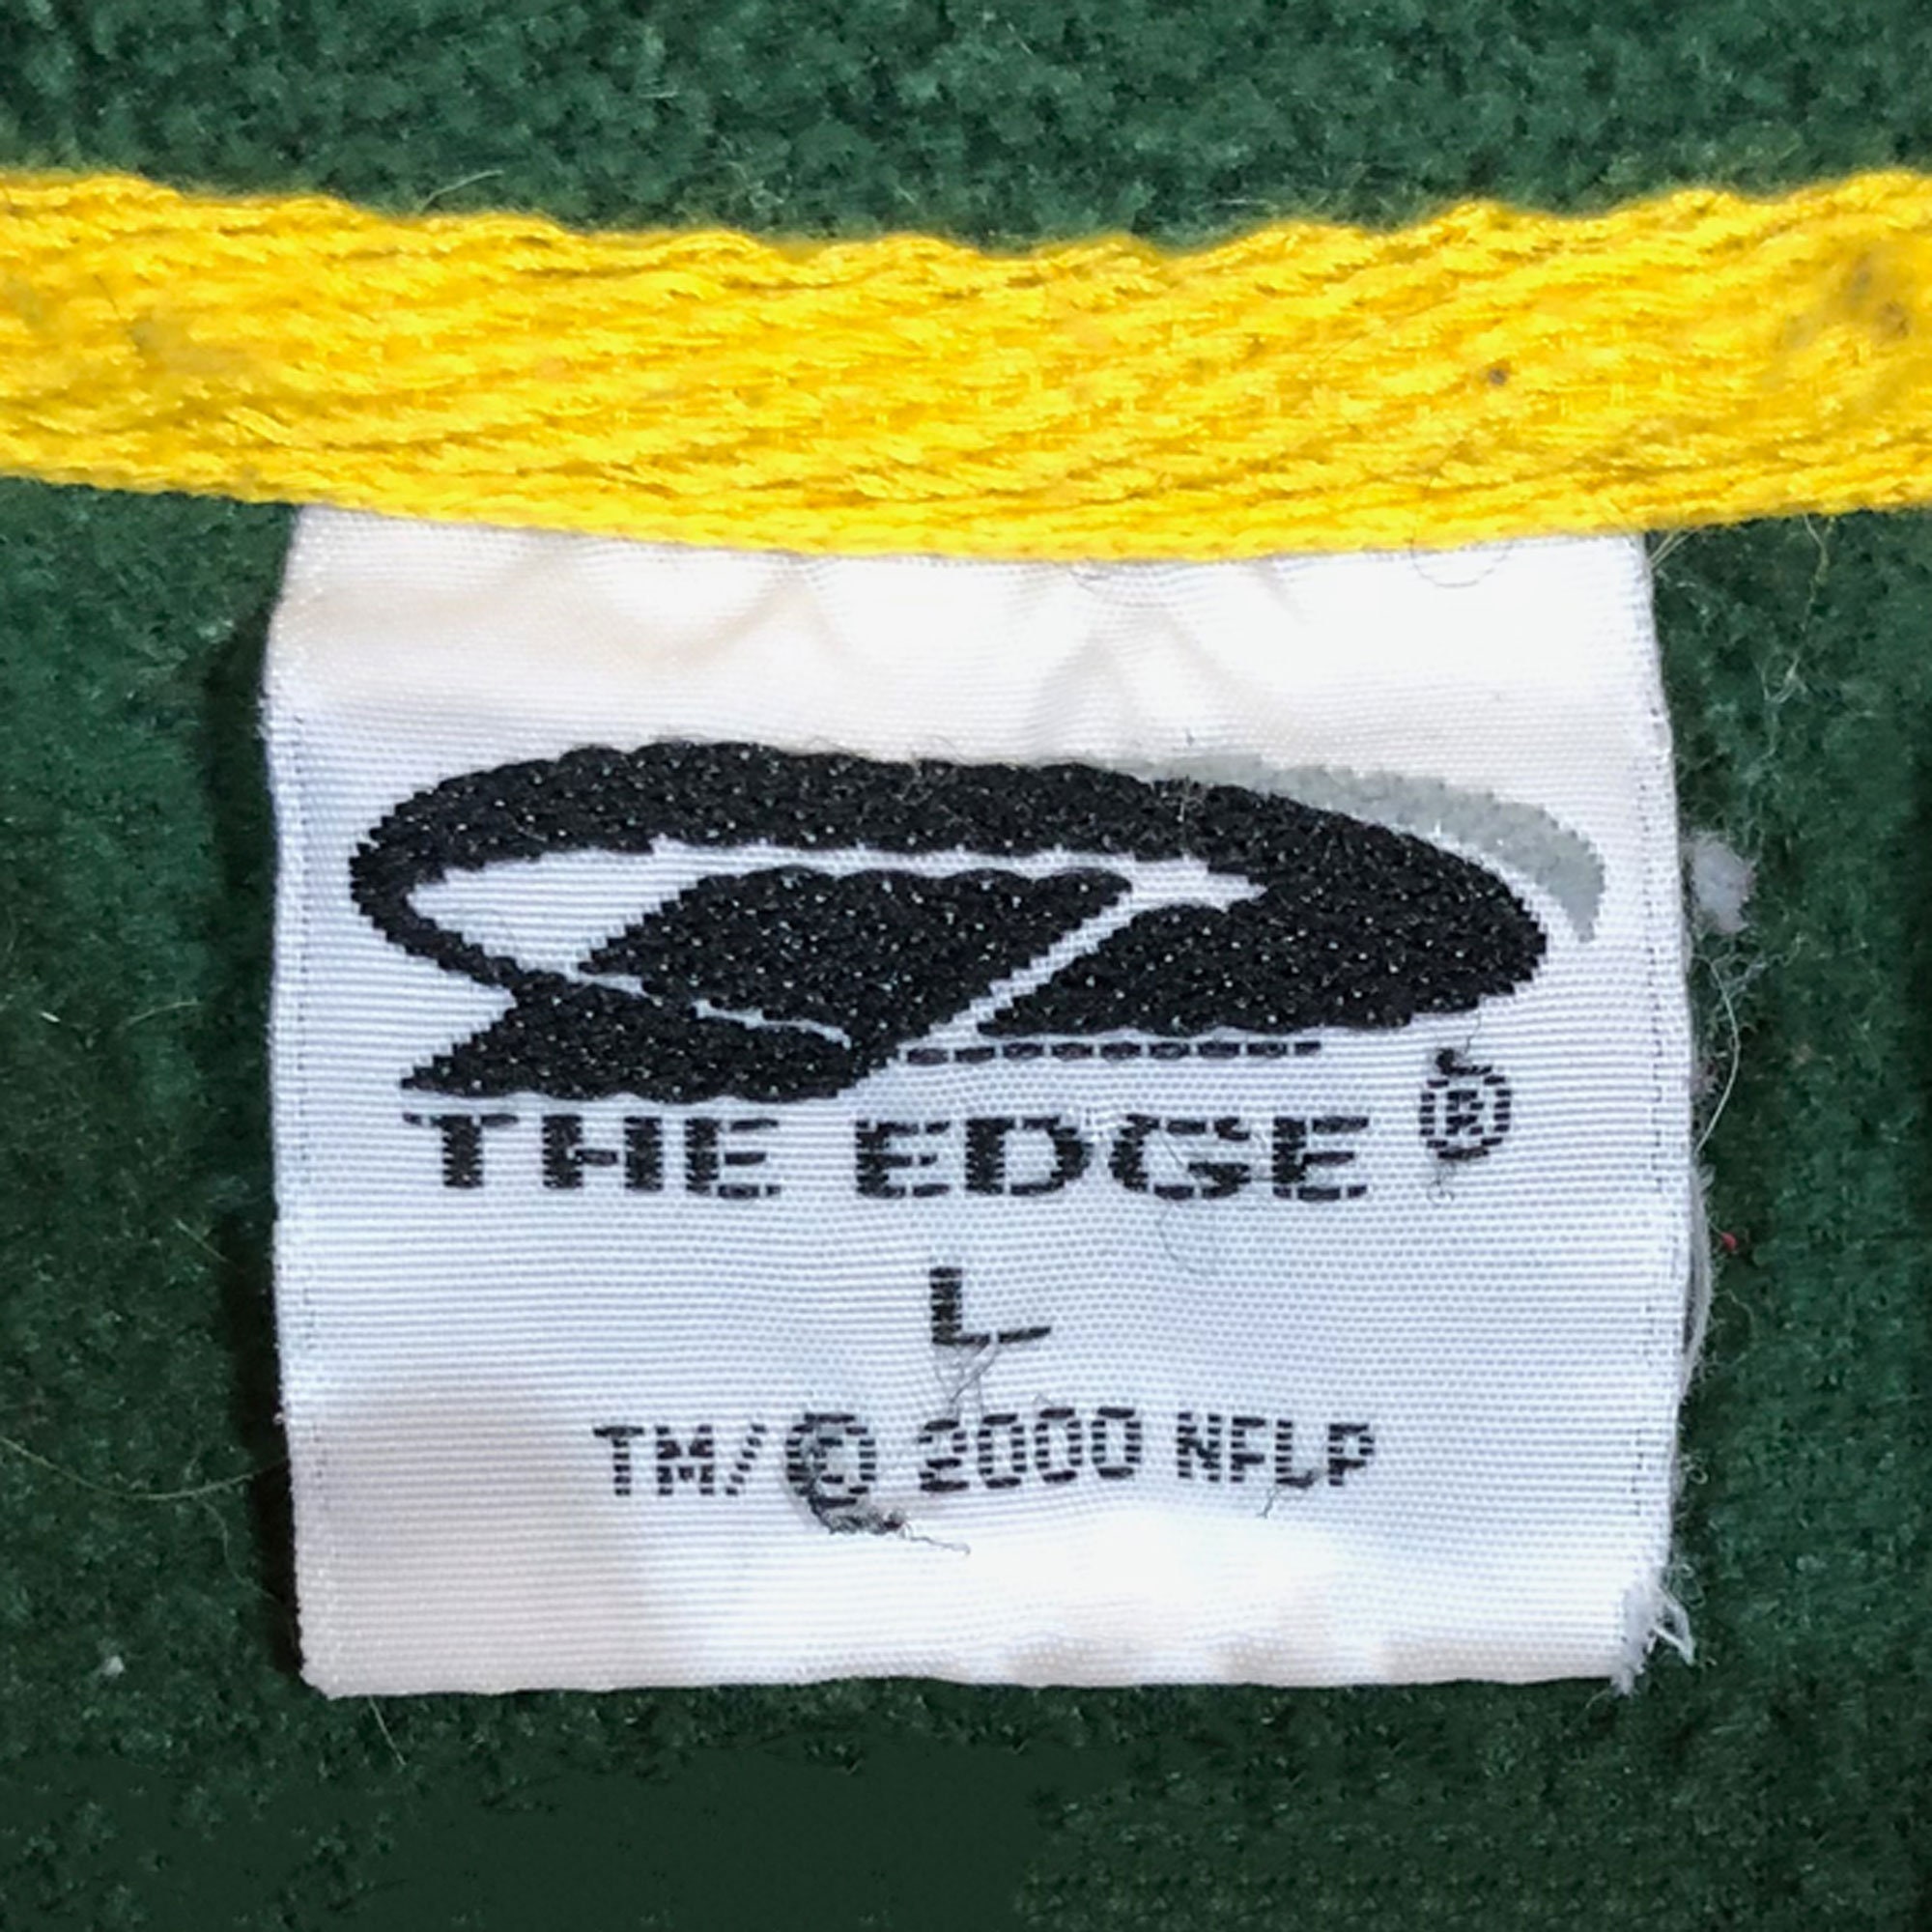 THE EDGE ®
L
TM/© 2000 NFLP